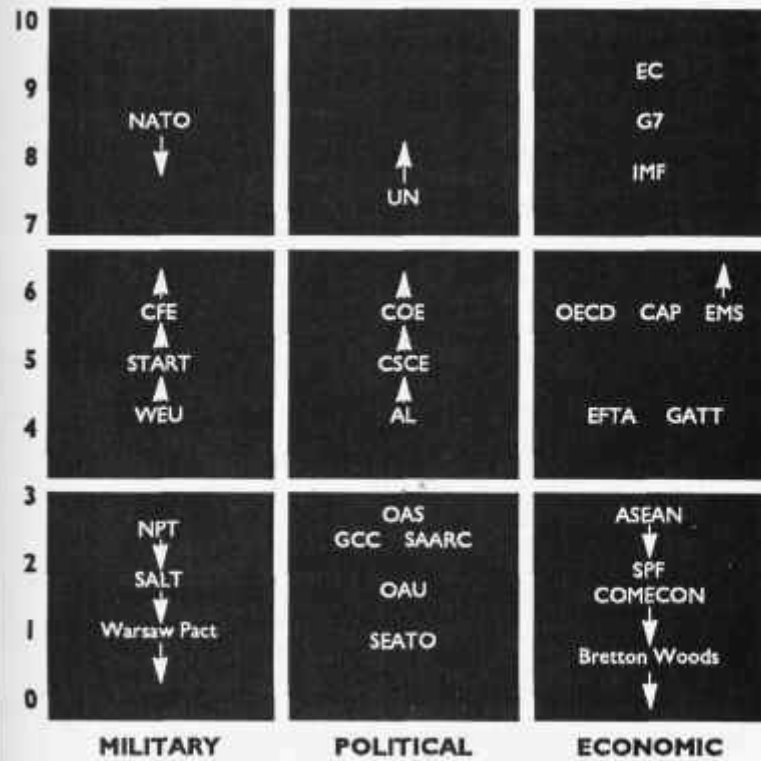 10
9
8
7
NATO
UN
EC
G7
IMF
6
5
4
CFE
START
WEU
COE
CSCE
AL
OECD CAP EMS
EFTA GATT
3
2
1
0
NPT
SALT
Warsaw Pact
OAS
GCC SAARC
OAU
SEATO
ASEAN
SPF
COMECON
Bretton Woods
MILITARY POLITICAL ECONOMIC